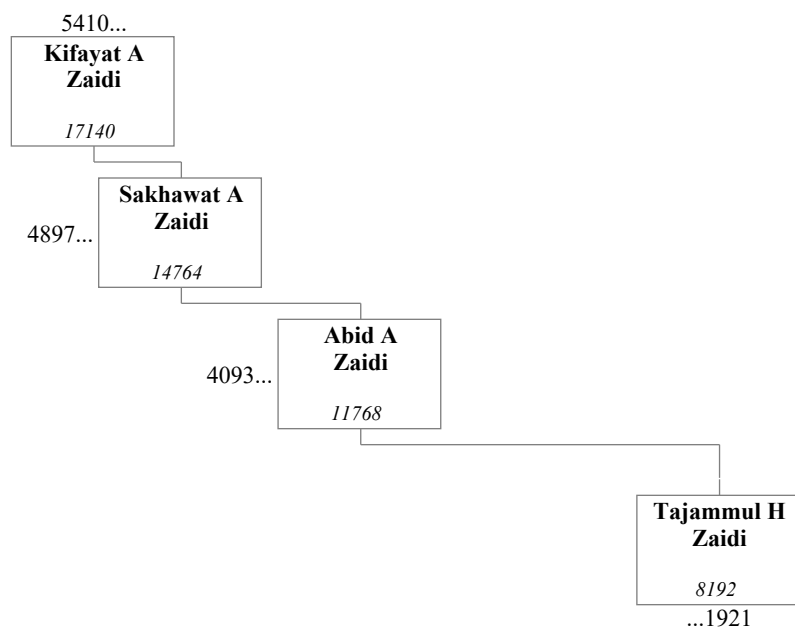 5410...
Kifayat A
Zaidi
17140
Sakhawat A
Zaidi
4897...
14764
Abid A
Zaidi
4093...
11768
Tajammul H
Zaidi
8192
...1921